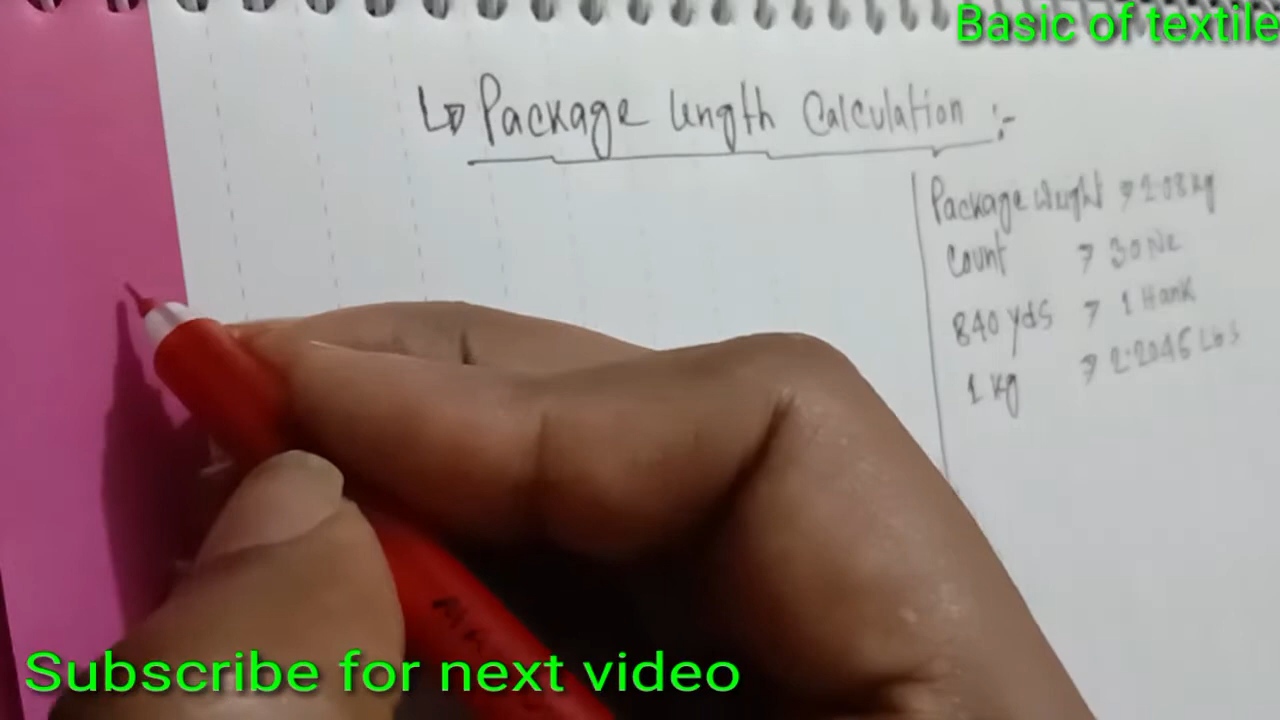 Basic of textile
↳ Package length Calculation :-
Package weight → 2.08 kg
Count → 30 Ne
840 yds → 1 Hank
1 kg → 2.2046 Lbs
Subscribe for next video